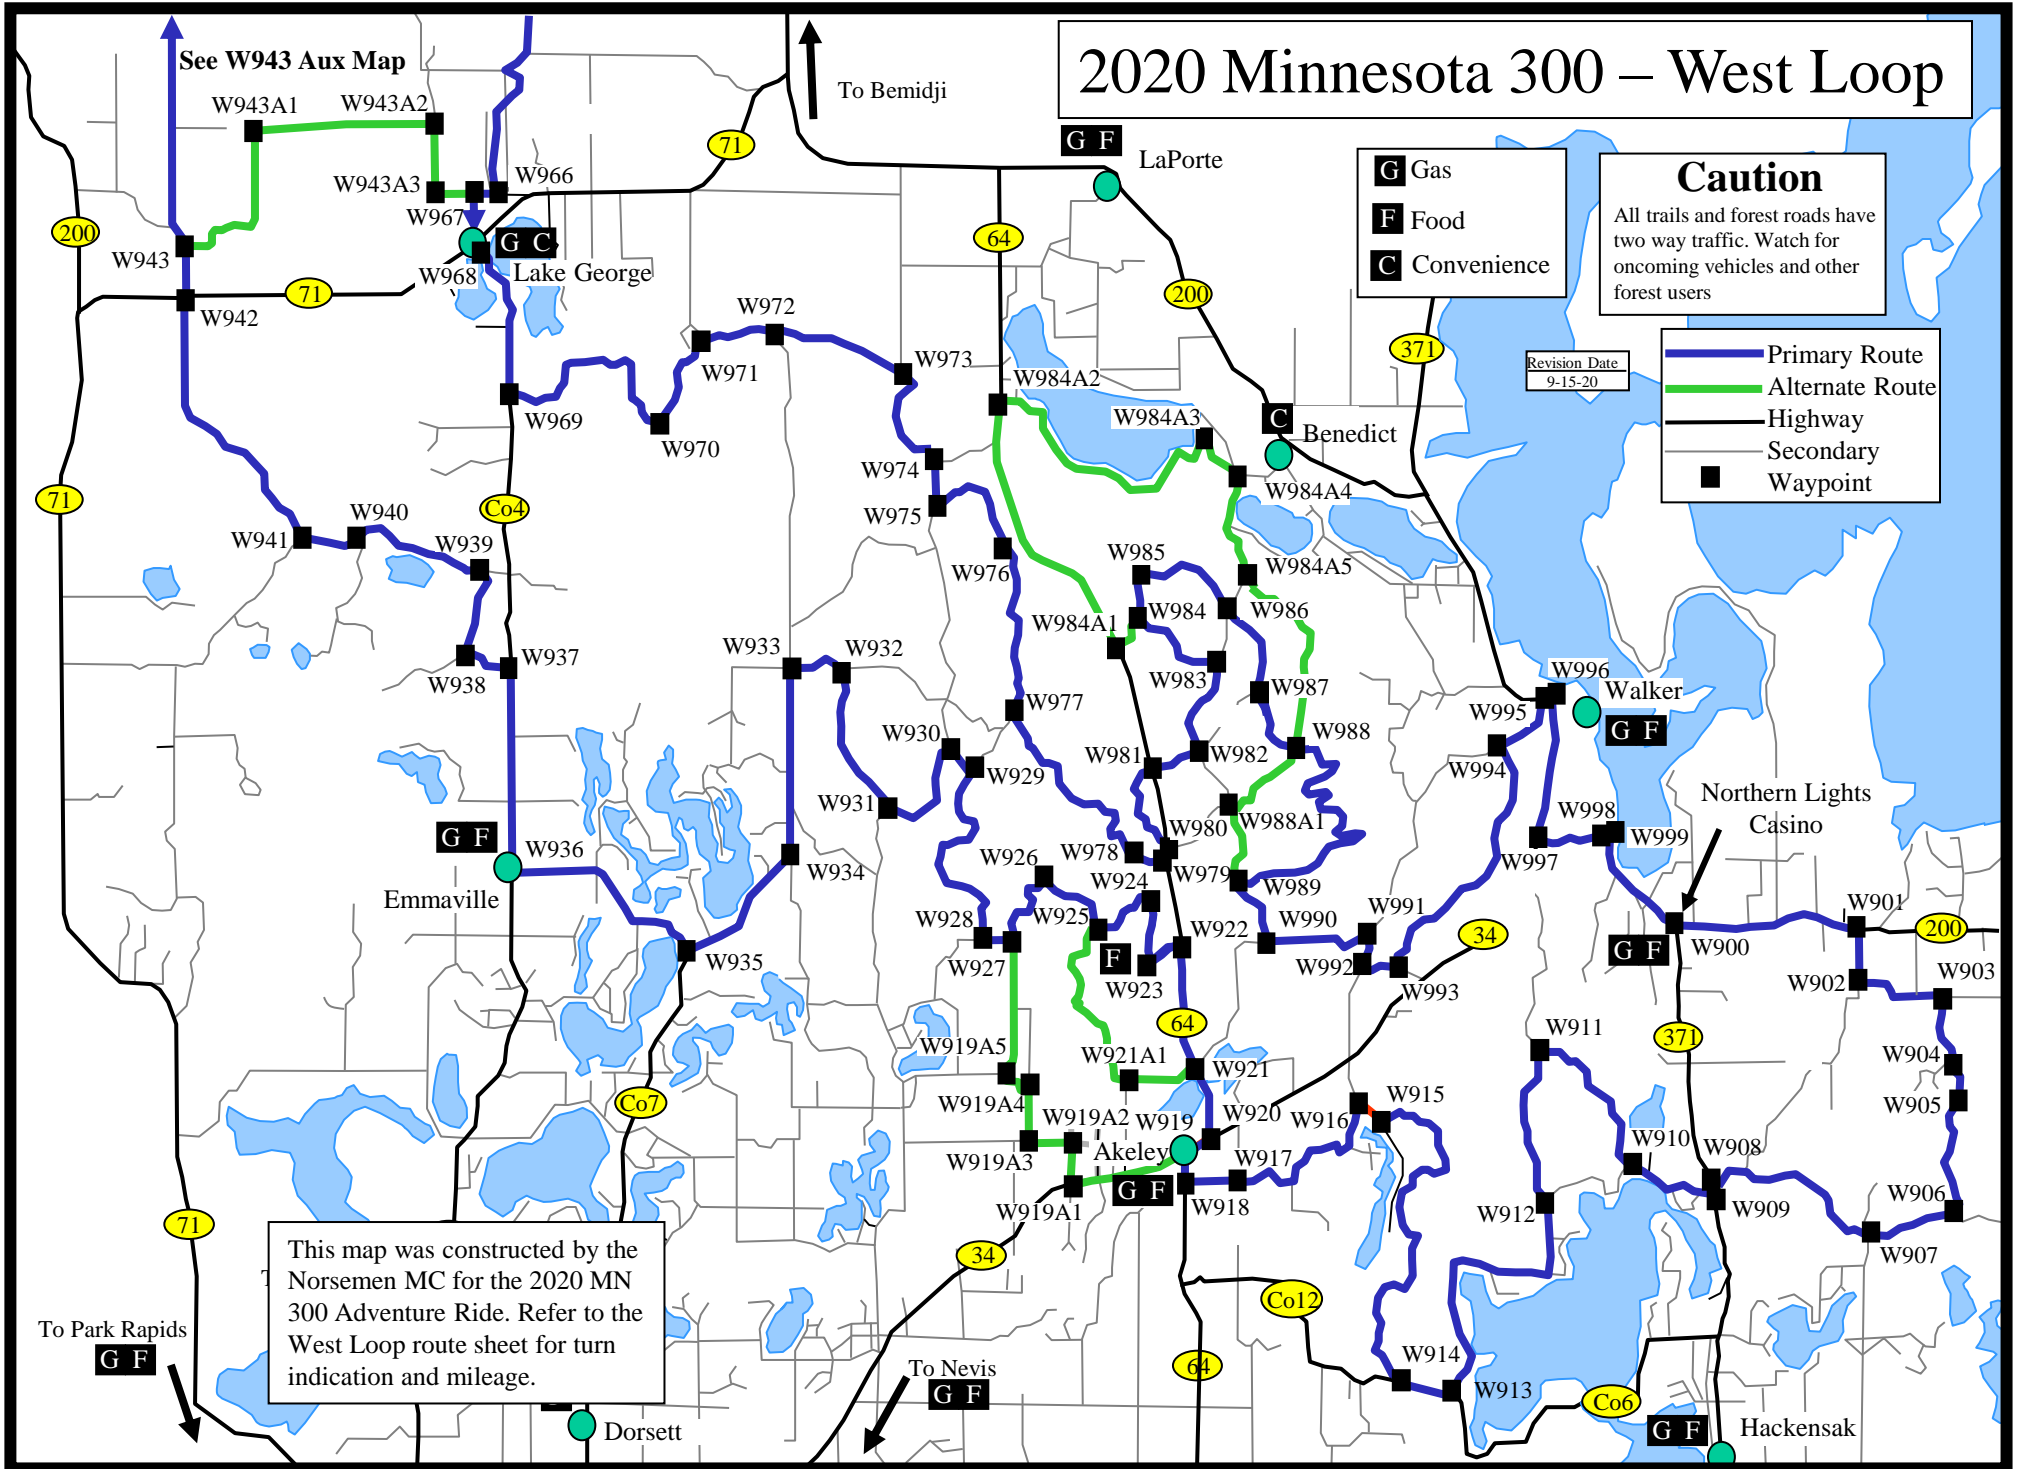 2020 Minnesota 300 – West Loop
See W943 Aux Map
To Bemidji
W943A1
W943A2
71
G F
LaPorte
G Gas
F Food
C Convenience
Caution
All trails and forest roads have
two way traffic. Watch for
oncoming vehicles and other
forest users
W943A3
W966
W967
200
64
G C
W943
W968
Lake George
71
W942
200
371
Revision Date
9-15-20
Primary Route
Alternate Route
Highway
Secondary
Waypoint
W972
W971
W973
W984A2
W969
W970
W984A3
C
Benedict
W974
W984A4
71
Co4
W940
W975
W941
W939
W976
W985
W984A5
W984
W986
W984A1
W933
W932
W937
W938
W983
W987
W996
Walker
W995
G F
W977
W930
W929
W981
W982
W988
W994
W931
Northern Lights
Casino
W998
W999
W997
G F
W936
W980
W988A1
W978
W979
W926
W934
W924
W989
Emmaville
W928
W925
W922
W990
W991
34
W901
200
W935
W927
F
W923
W992
W993
G F
W900
W902
W903
64
W911
371
W919A5
W921A1
W921
W904
Co7
W919A4
W919A2
W919
W920
W916
W915
W905
W910
W908
W919A3
Akeley
W917
G F
W918
W919A1
W912
W909
W906
W907
71
34
This map was constructed by the
Norsemen MC for the 2020 MN
300 Adventure Ride. Refer to the
West Loop route sheet for turn
indication and mileage.
Co12
To Park Rapids
G F
To Nevis
G F
64
W914
W913
Co6
G F
Hackensak
Dorsett